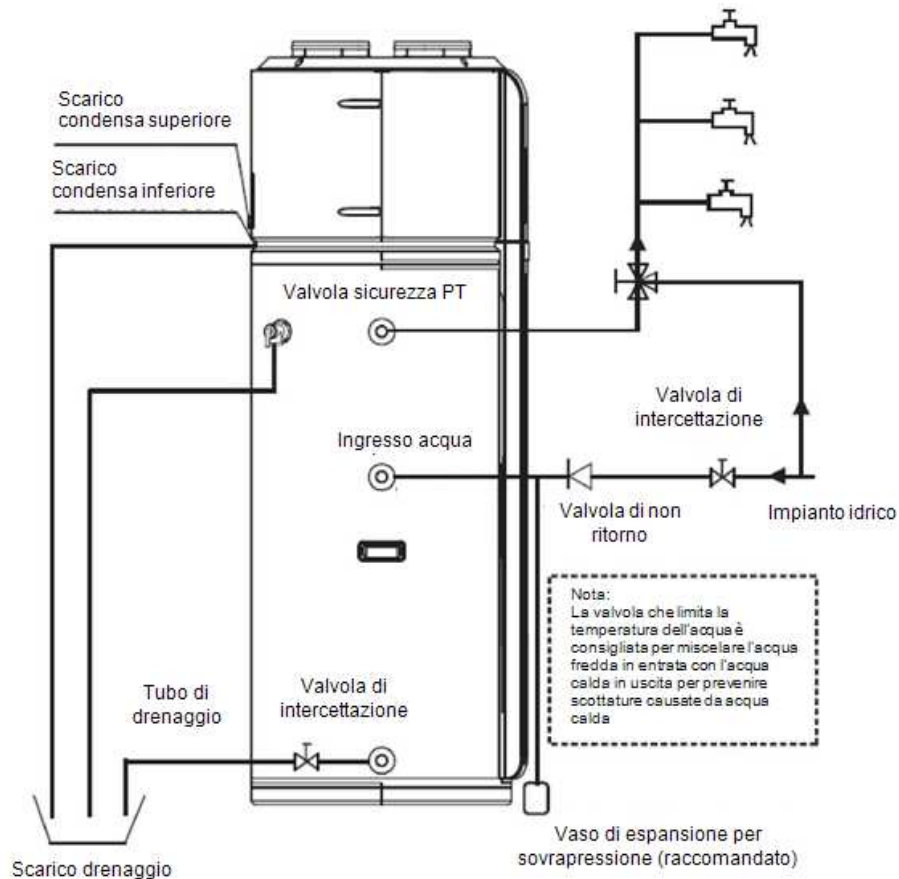 Scarico
condensa superiore
Scarico
condensa inferiore
Valvola sicurezza PT
Valvola di
intercettazione
Ingresso acqua
Valvola di non
ritorno
Impianto idrico
Nota:
La valvola che limita la
temperatura dell'acqua è
consigliata per miscelare l'acqua
fredda in entrata con l'acqua
calda in uscita per prevenire
scottature causate da acqua
calda
Tubo di
drenaggio
Valvola di
intercettazione
Vaso di espansione per
sovrapressione (raccomandato)
Scarico drenaggio